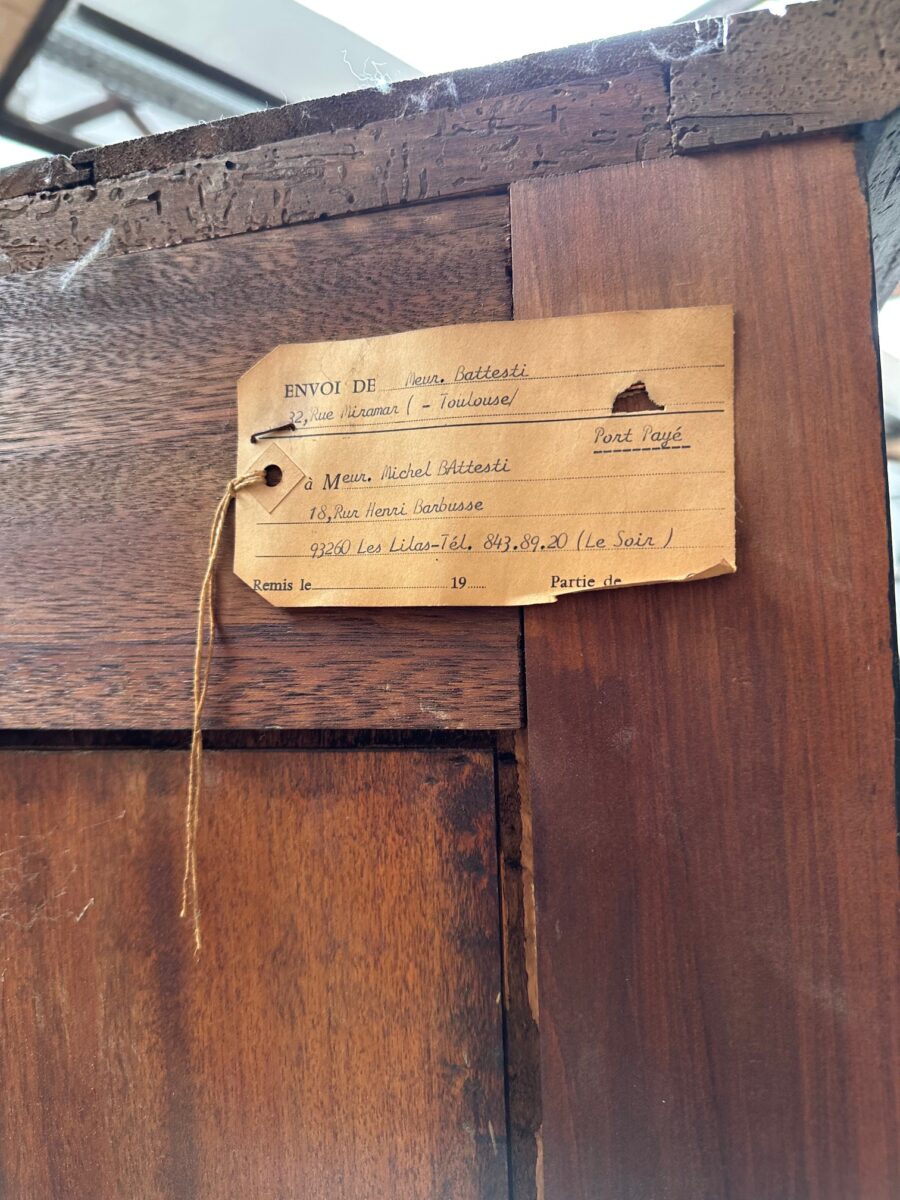 ENVOI DE Meur. Battesti
32,Rue Miramar ( - Toulouse/
Port Payé
à Meur. Michel BAttesti
18,Rur Henri Barbusse
93260 Les Lilas-Tél. 843.89.20 (Le Soir )
Remis le 19 Partie de